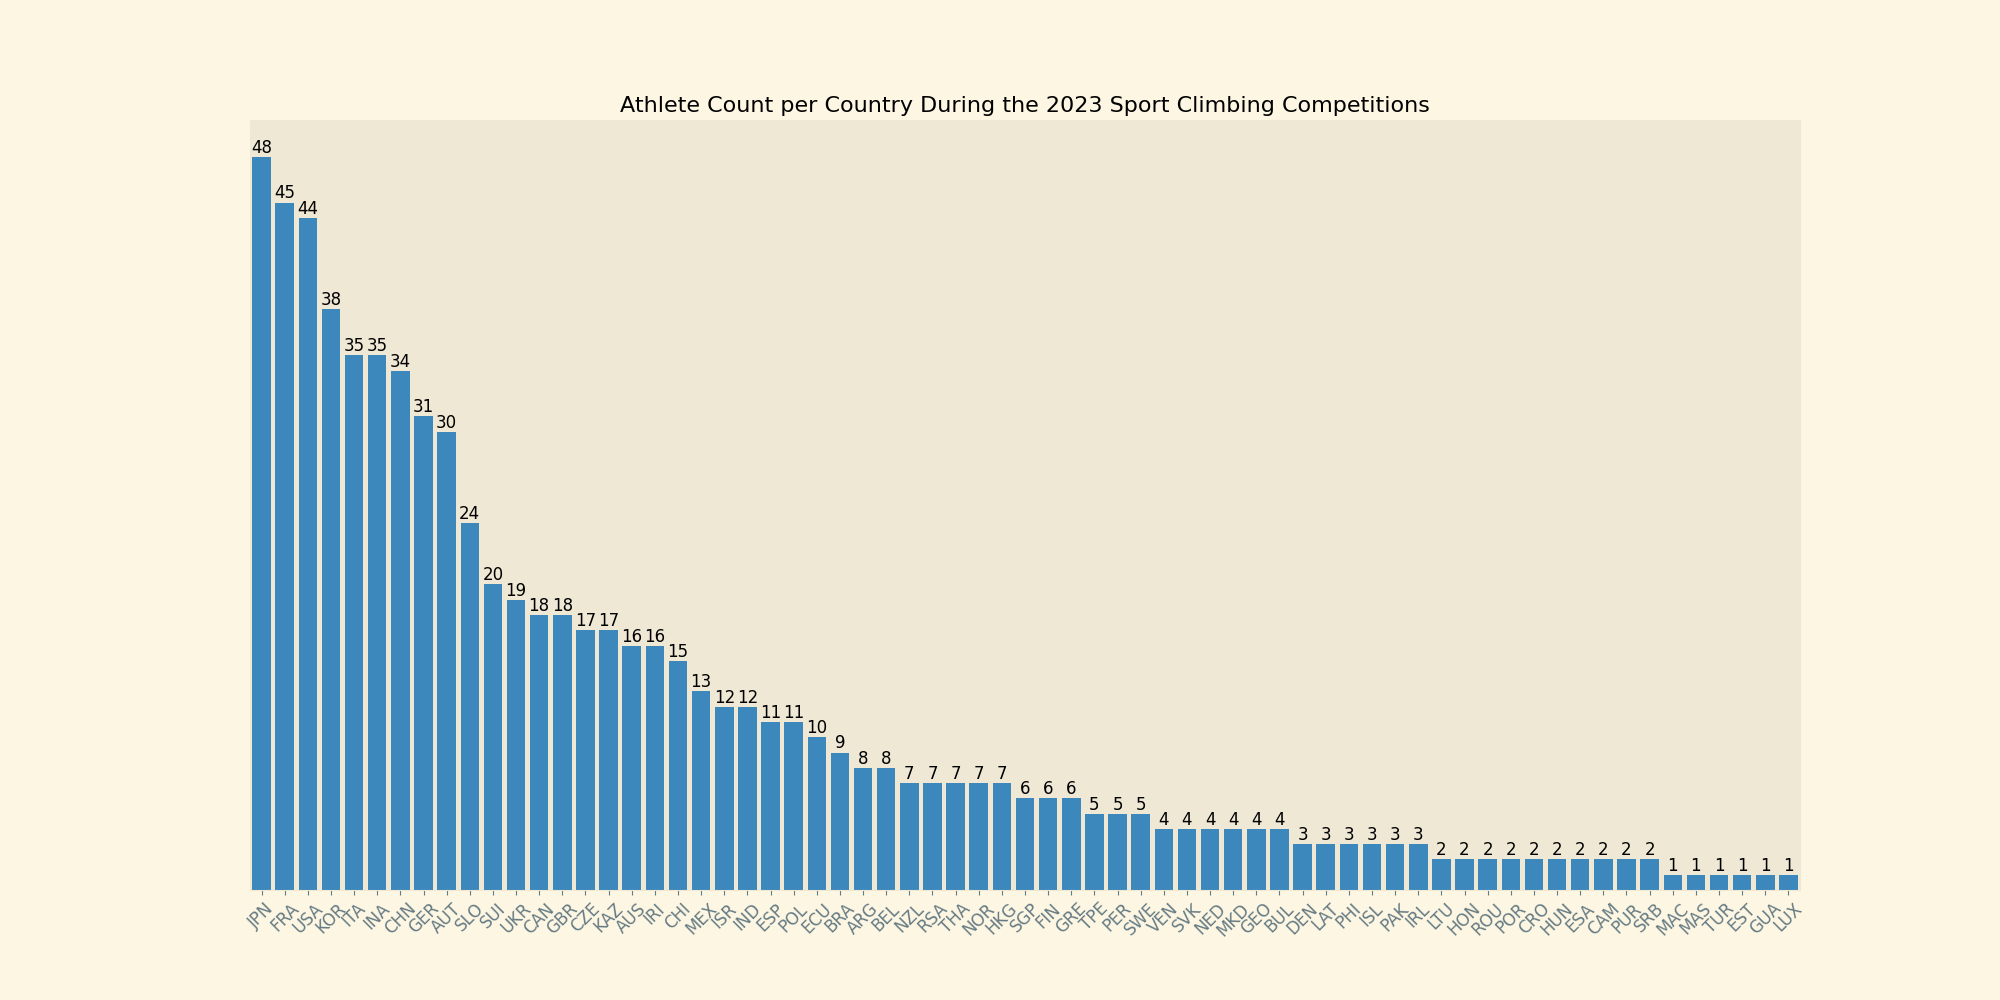 Athlete Count per Country During the 2023 Sport Climbing Competitions
48
45
44
38
35 35
34
31
30
24
20
19
18 18
17 17
16 16
15
13
12 12
11 11
10
9
8 8
7 7 7 7 7
6 6 6
5 5 5
4 4 4 4 4 4
3 3 3 3 3 3
2 2 2 2 2 2 2 2 2 2
1 1 1 1 1 1
JPN FRA USA KOR ITA INA CHN GER AUT SLO SUI UKR CAN GBR CZE KAZ AUS IRI CHI MEX ISR IND ESP POL ECU BRA ARG BEL NZL RSA THA NOR HKG SGP FIN GRE TPE PER SWE VEN SVK NED MKD GEO BUL DEN LAT PHI ISL PAK IRL LTU HON ROU POR CRO HUN ESA CAM PUR SRB MAC MAS TUR EST GUA LUX